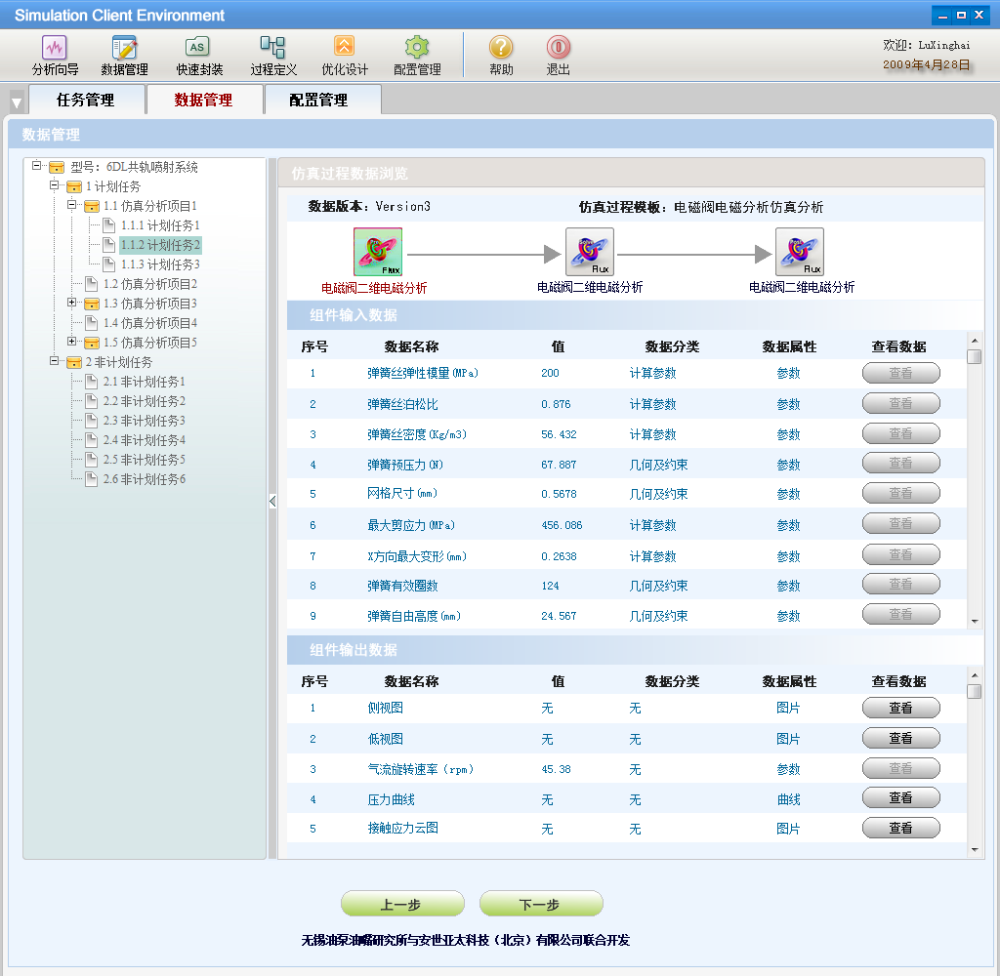 Simulation Client Environment
分析向导 数据管理 AS 快速封装 过程定义 优化设计 配置管理 帮助 退出
欢迎: LuXinghai
2009年4月28日
任务管理 数据管理 配置管理
数据管理
型号: 6DL共轨喷射系统
1 计划任务
1.1 仿真分析项目1
1.1.1 计划任务1
1.1.2 计划任务2
1.1.3 计划任务3
1.2 仿真分析项目2
1.3 仿真分析项目3
1.4 仿真分析项目4
1.5 仿真分析项目5
2 非计划任务
2.1 非计划任务1
2.2 非计划任务2
2.3 非计划任务3
2.4 非计划任务4
2.5 非计划任务5
2.6 非计划任务6
仿真过程数据浏览
数据版本: Version3 仿真过程模板: 电磁阀电磁分析仿真分析
Flux Flux Flux
电磁阀二维电磁分析 电磁阀二维电磁分析 电磁阀二维电磁分析
组件输入数据
序号 数据名称 值 数据分类 数据属性 查看数据
1 弹簧丝弹性模量(MPa) 200 计算参数 参数 查看
2 弹簧丝泊松比 0.876 计算参数 参数 查看
3 弹簧丝密度(Kg/m3) 56.432 计算参数 参数 查看
4 弹簧预压力(N) 67.887 几何及约束 参数 查看
5 网格尺寸(mm) 0.5678 几何及约束 参数 查看
6 最大剪应力(MPa) 456.086 计算参数 参数 查看
7 X方向最大变形(mm) 0.2638 计算参数 参数 查看
8 弹簧有效圈数 124 几何及约束 参数 查看
9 弹簧自由高度(mm) 24.567 几何及约束 参数 查看
组件输出数据
序号 数据名称 值 数据分类 数据属性 查看数据
1 侧视图 无 无 图片 查看
2 低视图 无 无 图片 查看
3 气流旋转速率（rpm） 45.38 无 参数 查看
4 压力曲线 无 无 曲线 查看
5 接触应力云图 无 无 图片 查看
上一步 下一步
无锡油泵油嘴研究所与安世亚太科技（北京）有限公司联合开发